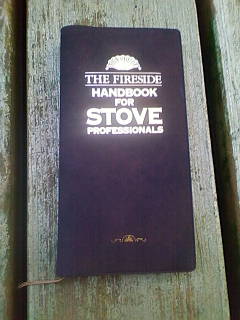 THE FIRESIDE
HANDBOOK
FOR
STOVE
PROFESSIONALS